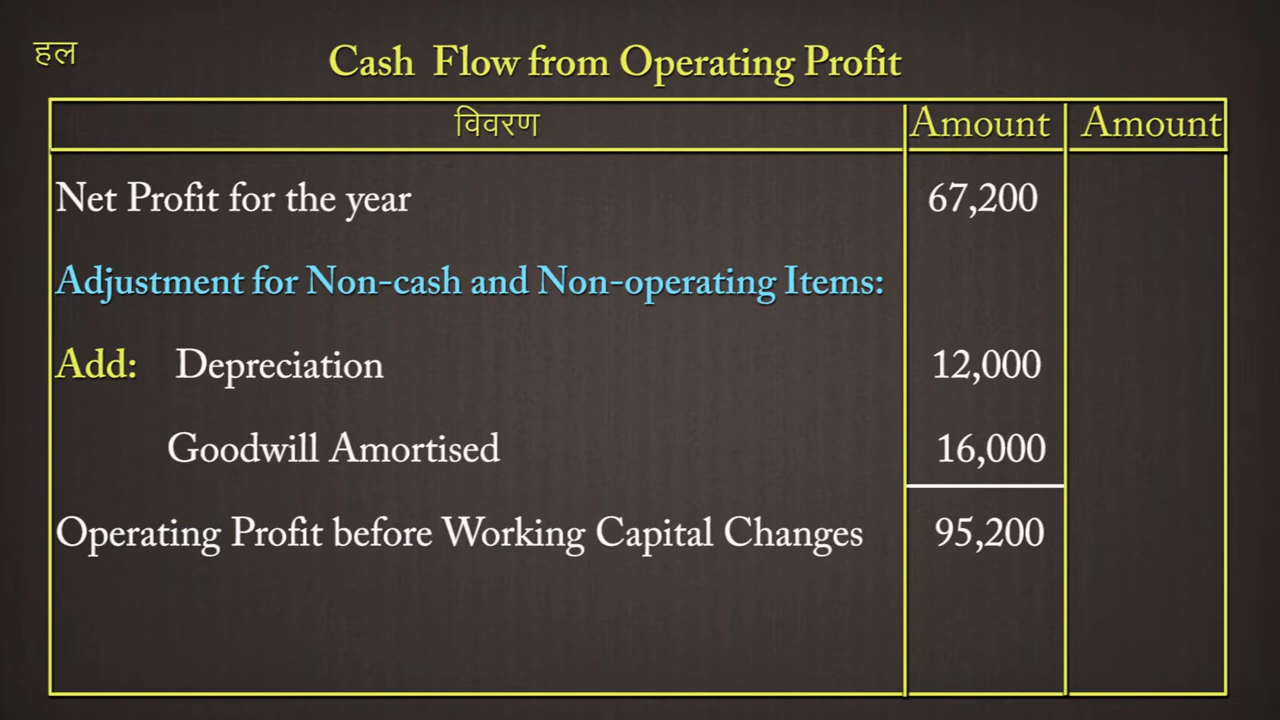 हल
Cash Flow from Operating Profit
विवरण Amount Amount
Net Profit for the year 67,200
Adjustment for Non-cash and Non-operating Items:
Add: Depreciation 12,000
Goodwill Amortised 16,000
Operating Profit before Working Capital Changes 95,200